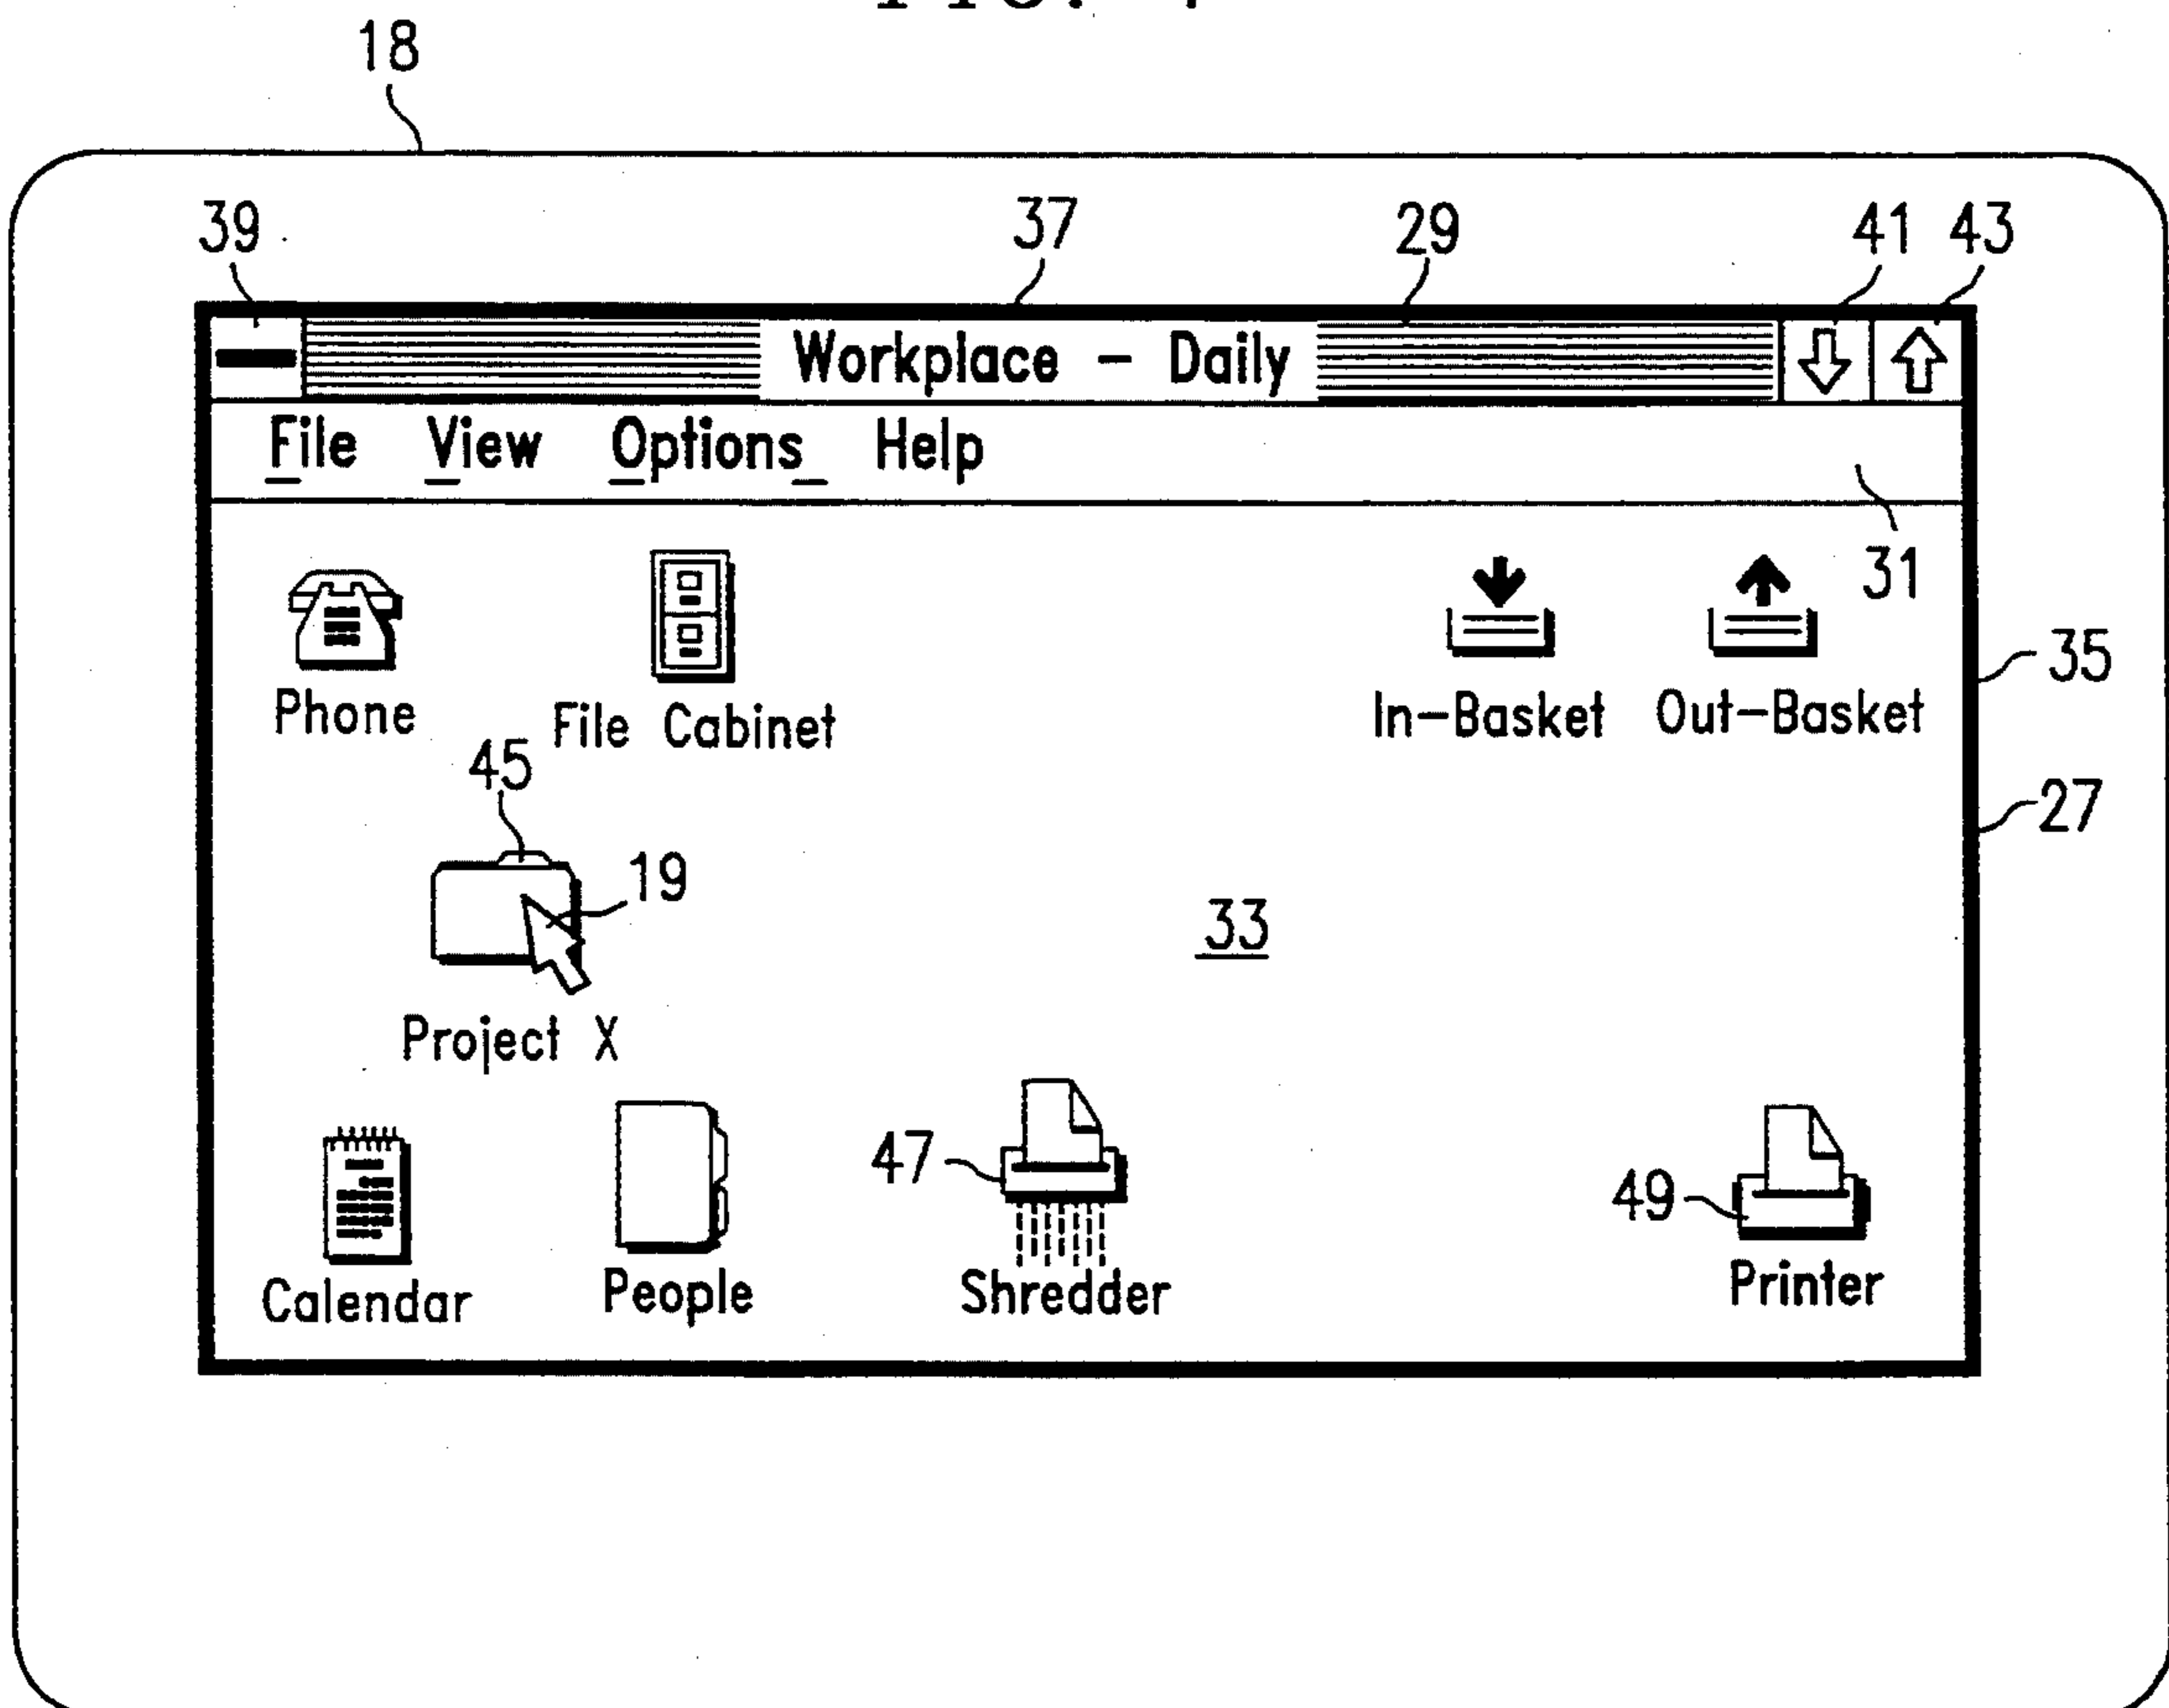 18
39 37 29 41 43
Workplace - Daily
File View Options Help
31
Phone File Cabinet In-Basket Out-Basket
35
45
27
19
33
Project X
47
49
Calendar People Shredder Printer